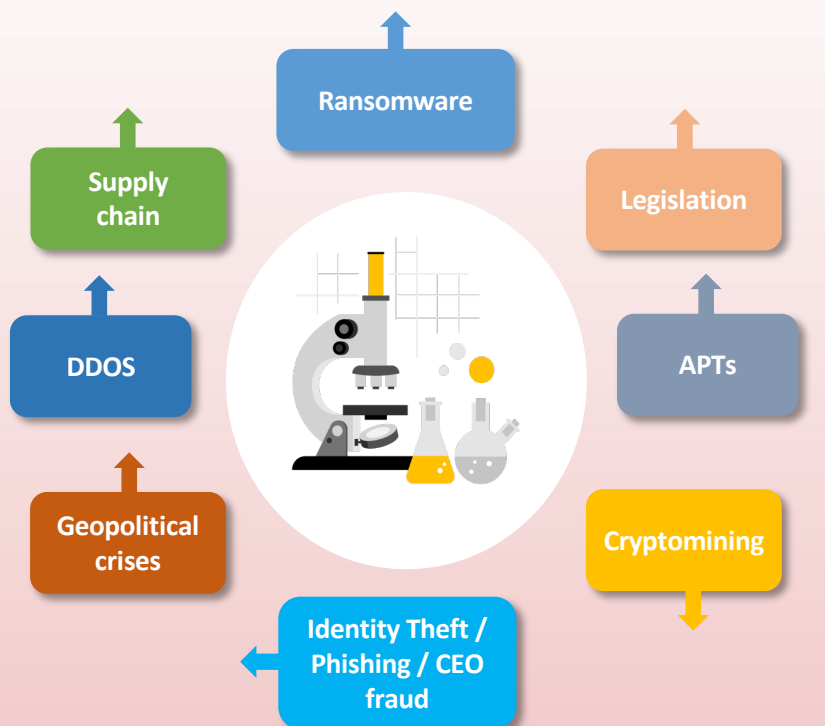 Ransomware
Supply
chain
Legislation
DDOS
APTs
Geopolitical
crises
Cryptomining
Identity Theft /
Phishing / CEO
fraud